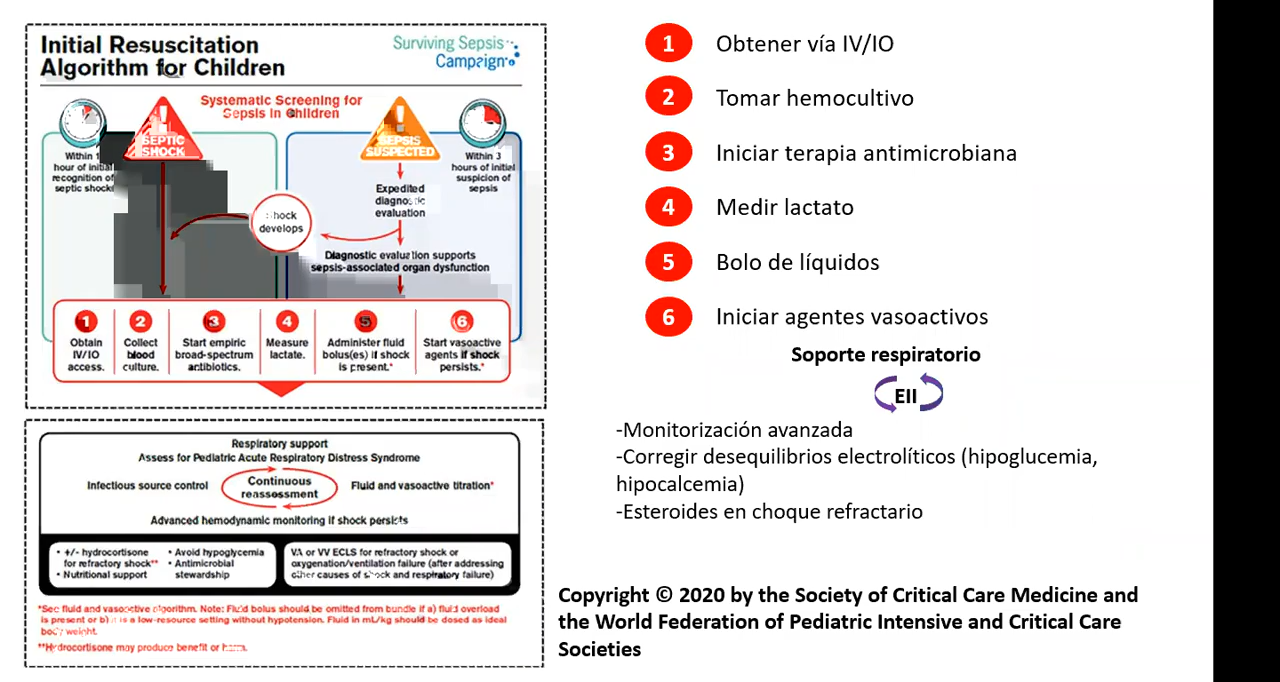 Initial Resuscitation
Algorithm for Children
Surviving Sepsis
Campaign
Systematic Screening for
Sepsis in Children
SEPTIC
SHOCK
SEPSIS
SUSPECTED
Within 1
hour of initial
recognition of
septic shock
Within 3
hours of initial
suspicion of
sepsis
Expedited
diagnostic
evaluation
shock
develops
Diagnostic evaluation supports
sepsis-associated organ dysfunction
1
Obtain
IV/IO
access.
2
Collect
blood
culture.
3
Start empiric
broad-spectrum
antibiotics.
4
Measure
lactate.
5
Administer fluid
bolus(es) if shock
is present.*
6
Start vasoactive
agents if shock
persists.*
Respiratory support
Assess for Pediatric Acute Respiratory Distress Syndrome
Infectious source control
Continuous
reassessment
Fluid and vasoactive titration*
Advanced hemodynamic monitoring if shock persists
• +/- hydrocortisone
for refractory shock**
• Nutritional support
• Avoid hypoglycemia
• Antimicrobial
stewardship
VA or VV ECLS for refractory shock or
oxygenation/ventilation failure (after addressing
other causes of shock and respiratory failure)
*See fluid and vasoactive algorithm. Note: Fluid bolus should be omitted from bundle if a) fluid overload
is present or b) it is a low-resource setting without hypotension. Fluid in mL/kg should be dosed as ideal
body weight.
**Hydrocortisone may produce benefit or harm.
1 Obtener vía IV/IO
2 Tomar hemocultivo
3 Iniciar terapia antimicrobiana
4 Medir lactato
5 Bolo de líquidos
6 Iniciar agentes vasoactivos
Soporte respiratorio
EII
-Monitorización avanzada
-Corregir desequilibrios electrolíticos (hipoglucemia,
hipocalcemia)
-Esteroides en choque refractario
Copyright © 2020 by the Society of Critical Care Medicine and
the World Federation of Pediatric Intensive and Critical Care
Societies